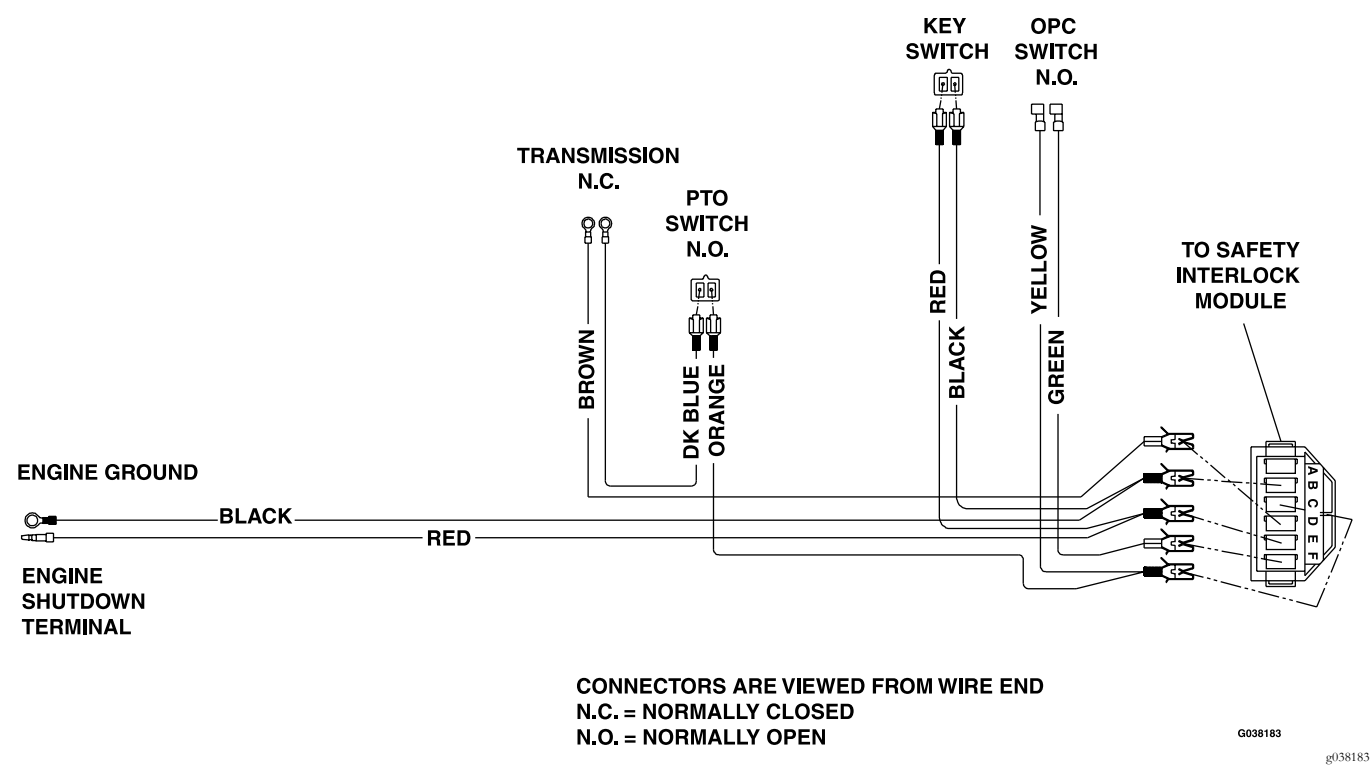 KEY
SWITCH
OPC
SWITCH
N.O.
TRANSMISSION
N.C.
PTO
SWITCH
N.O.
TO SAFETY
INTERLOCK
MODULE
RED
BLACK
YELLOW
GREEN
BROWN
DK BLUE
ORANGE
A
B
C
D
E
F
ENGINE GROUND
BLACK
RED
ENGINE
SHUTDOWN
TERMINAL
CONNECTORS ARE VIEWED FROM WIRE END
N.C. = NORMALLY CLOSED
N.O. = NORMALLY OPEN
G038183
g038183